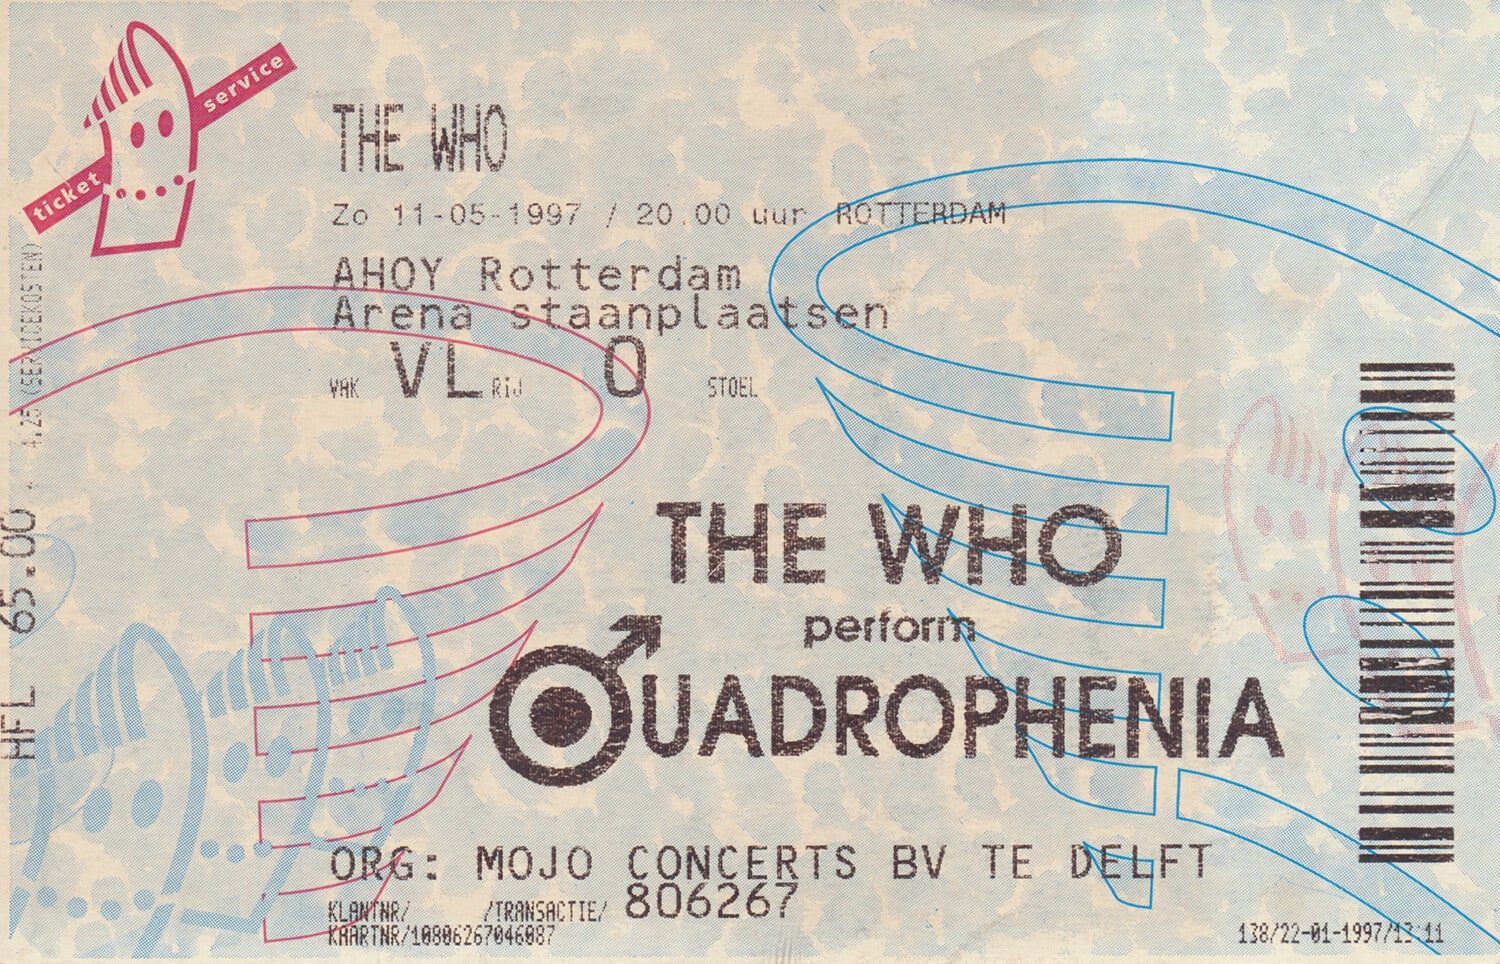 ticket service
THE WHO
Zo 11-05-1997 / 20.00 uur ROTTERDAM
AHOY Rotterdam
Arena staanplaatsen
VAK VL RIJ O STOEL
HFL 65.00 4.25 (SERVICEKOSTEN)
THE WHO
perform
QUADROPHENIA
ORG: MOJO CONCERTS BV TE DELFT
KLANTNR/ /TRANSACTIE/ 806267
KAARTNR/10806267046087
138/22-01-1997/13:11